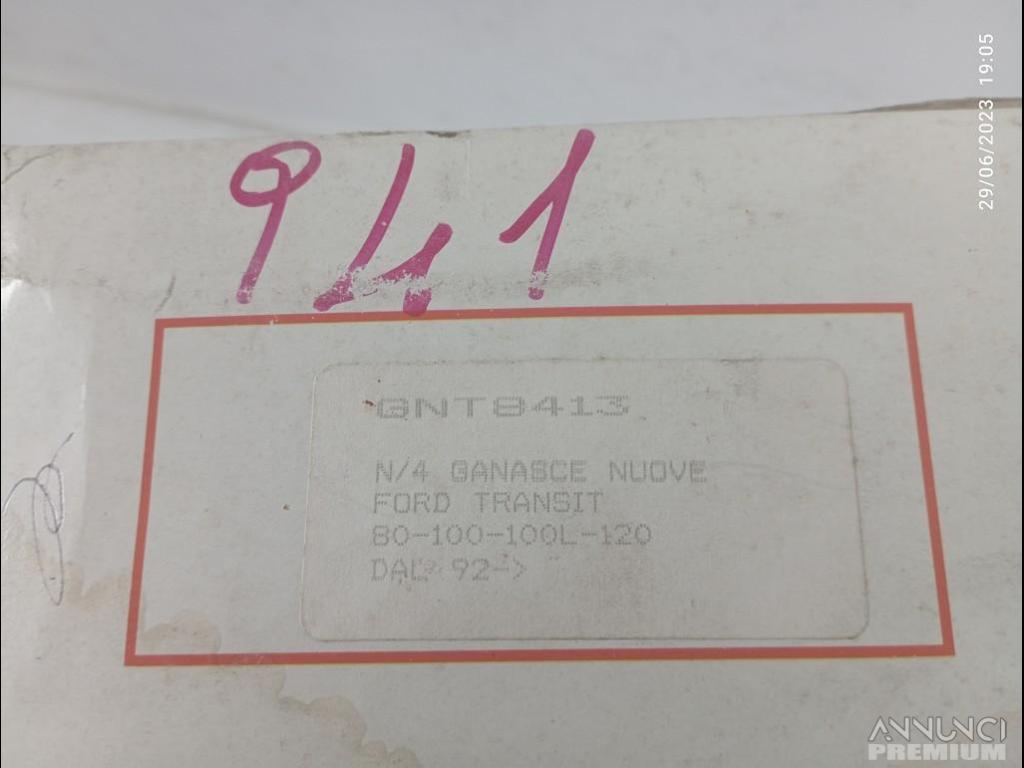 29/06/2023 19:05
941
GNT8413
N/4 GANASCE NUOVE
FORD TRANSIT
80-100-100L-120
DAL 92->
ANNUNCI
PREMIUM